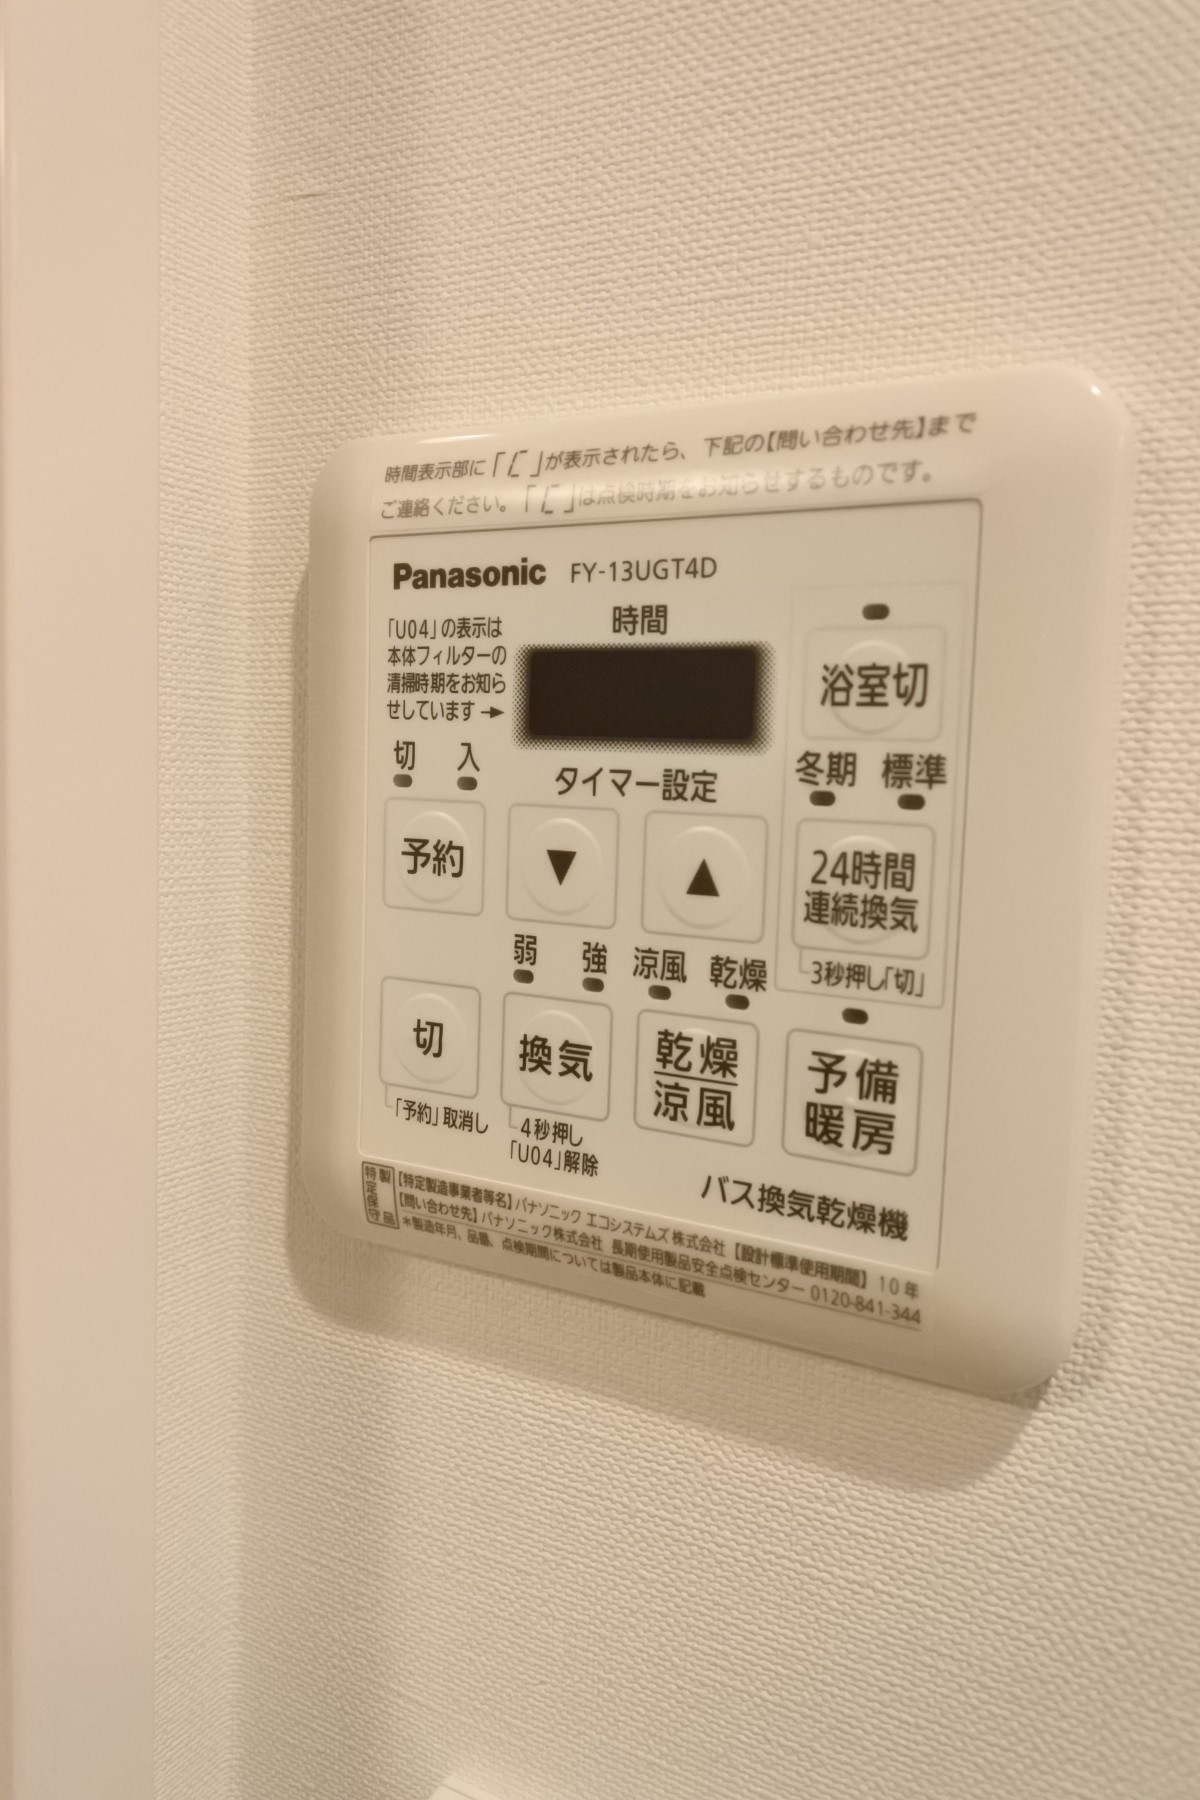 時間表示部に「 」が表示されたら、下記の【問い合わせ先】まで
ご連絡ください。「 」は点検時期をお知らせするものです。
Panasonic FY-13UGT4D
「U04」の表示は
本体フィルターの
清掃時期をお知ら
せしています→
時間
浴室切
切 入
タイマー設定
冬期 標準
予約
▼
▲
24時間
連続換気
3秒押し「切」
弱 強
涼風 乾燥
切
「予約」取消し
換気
4秒押し
「U04」解除
乾燥
涼風
予備
暖房
バス換気乾燥機
特定保守製品
【特定製造事業者等名】パナソニック エコシステムズ株式会社 【設計標準使用期間】10年
【問い合わせ先】パナソニック株式会社 長期使用製品安全点検センター 0120-841-344
＊製造年月、品番、点検期間については製品本体に記載